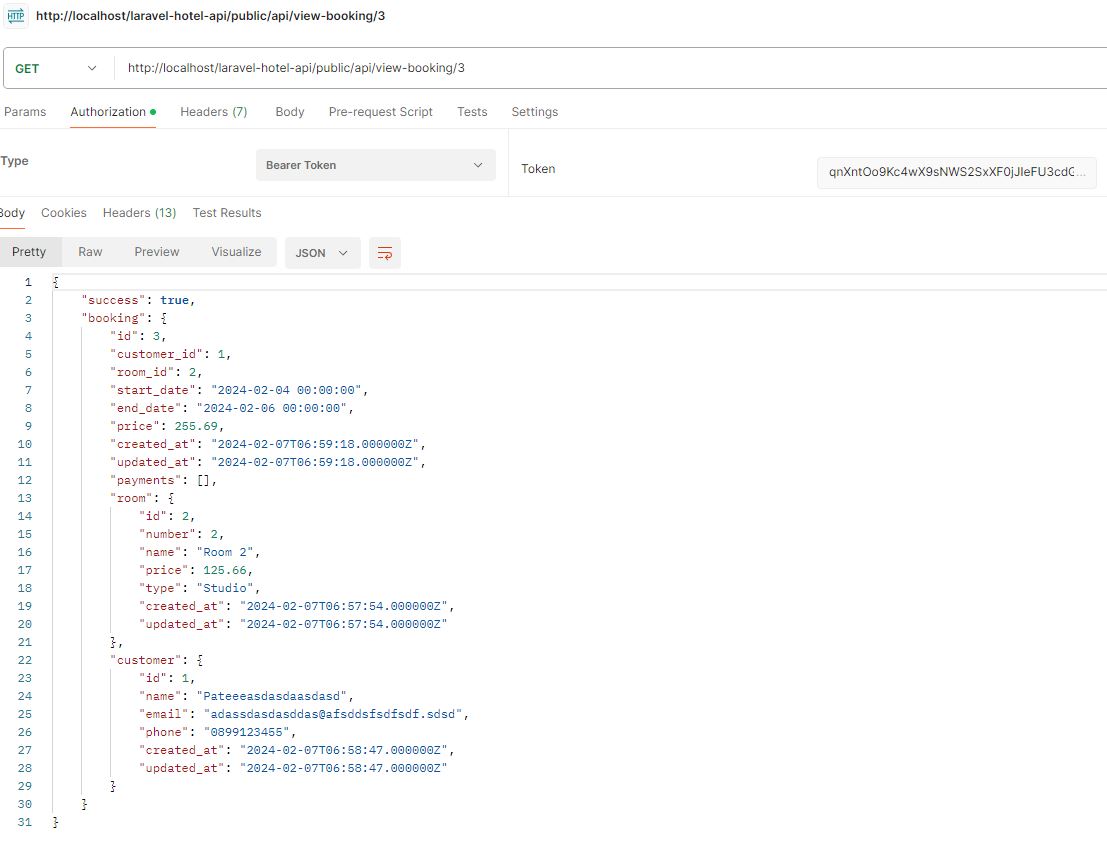 HTTP http://localhost/laravel-hotel-api/public/api/view-booking/3
GET http://localhost/laravel-hotel-api/public/api/view-booking/3
Params Authorization Headers (7) Body Pre-request Script Tests Settings
Type Bearer Token Token qnXntOo9Kc4wX9sNWS2SxXF0jJIeFU3cdG...
Body Cookies Headers (13) Test Results
Pretty Raw Preview Visualize JSON
1 {
2 "success": true,
3 "booking": {
4 "id": 3,
5 "customer_id": 1,
6 "room_id": 2,
7 "start_date": "2024-02-04 00:00:00",
8 "end_date": "2024-02-06 00:00:00",
9 "price": 255.69,
10 "created_at": "2024-02-07T06:59:18.000000Z",
11 "updated_at": "2024-02-07T06:59:18.000000Z",
12 "payments": [],
13 "room": {
14 "id": 2,
15 "number": 2,
16 "name": "Room 2",
17 "price": 125.66,
18 "type": "Studio",
19 "created_at": "2024-02-07T06:57:54.000000Z",
20 "updated_at": "2024-02-07T06:57:54.000000Z"
21 },
22 "customer": {
23 "id": 1,
24 "name": "Pateeeasdasdaasdasd",
25 "email": "adassdasdasddas@afsddsfsdfsdf.sdsd",
26 "phone": "0899123455",
27 "created_at": "2024-02-07T06:58:47.000000Z",
28 "updated_at": "2024-02-07T06:58:47.000000Z"
29 }
30 }
31 }